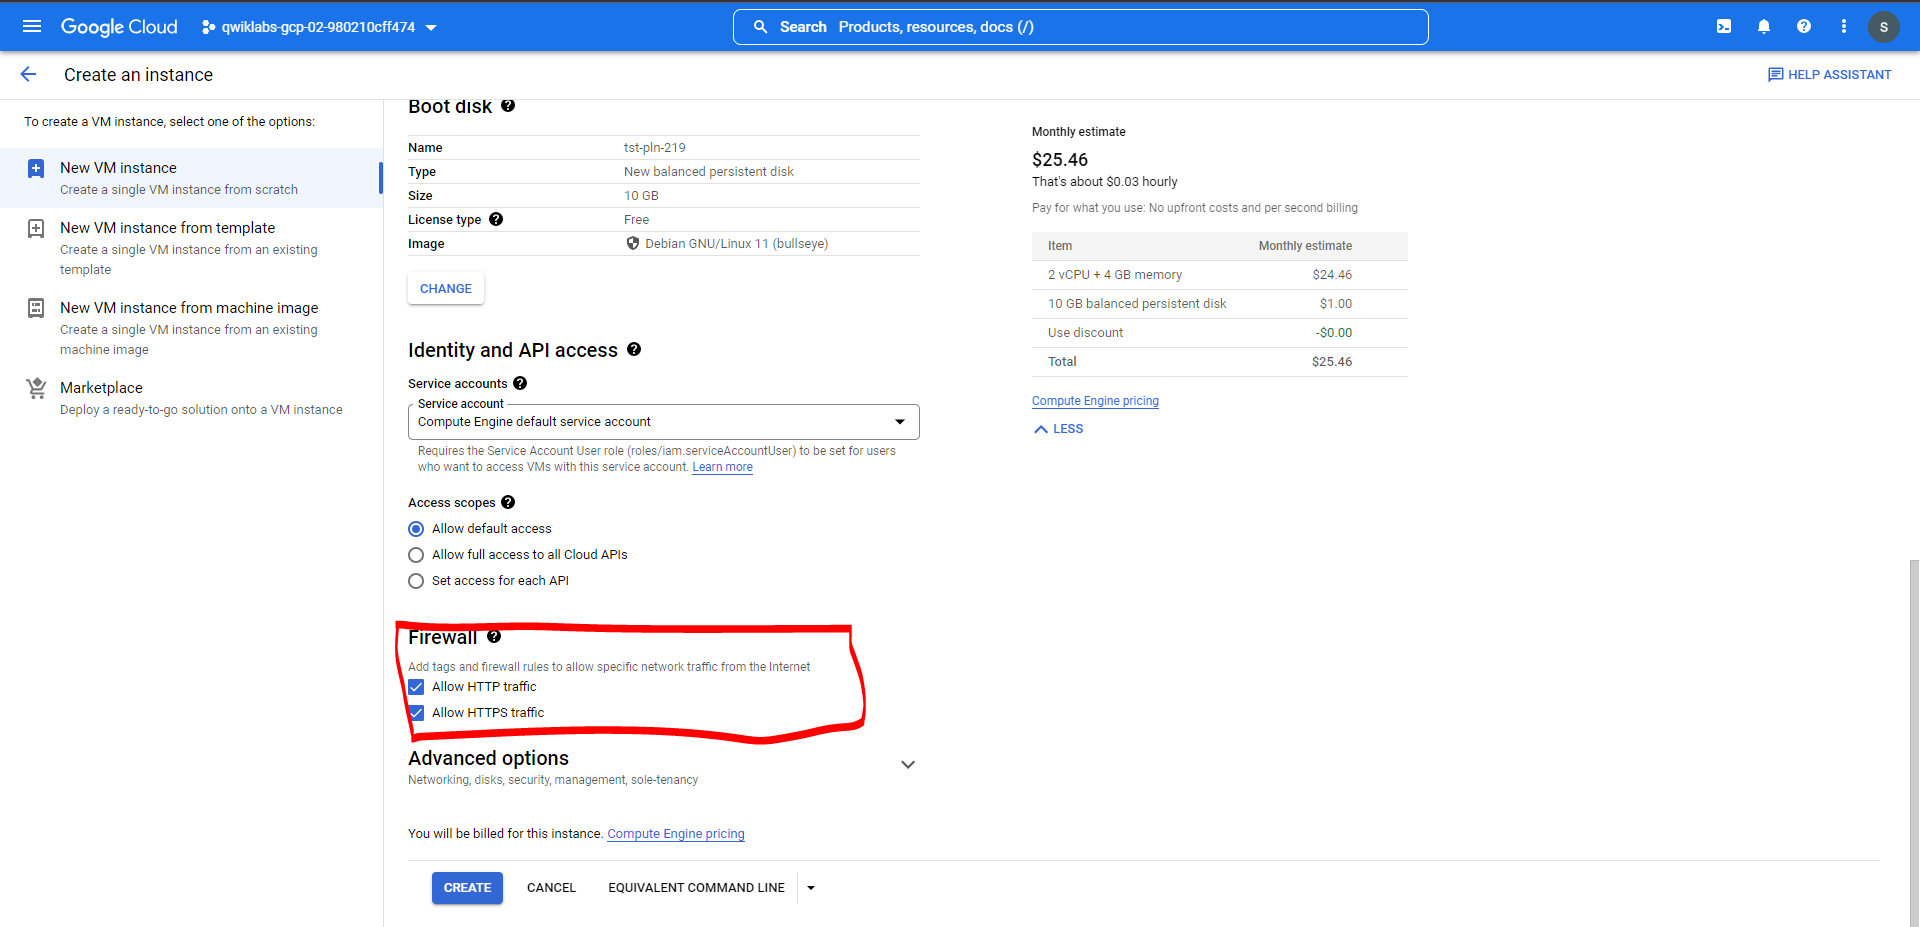 Google Cloud
qwiklabs-gcp-02-980210cff474
Search Products, resources, docs (/)
S
Create an instance
HELP ASSISTANT
To create a VM instance, select one of the options:
New VM instance
Create a single VM instance from scratch
New VM instance from template
Create a single VM instance from an existing
template
New VM instance from machine image
Create a single VM instance from an existing
machine image
Marketplace
Deploy a ready-to-go solution onto a VM instance
Boot disk
Name tst-pln-219
Type New balanced persistent disk
Size 10 GB
License type Free
Image Debian GNU/Linux 11 (bullseye)
CHANGE
Identity and API access
Service accounts
Service account
Compute Engine default service account
Requires the Service Account User role (roles/iam.serviceAccountUser) to be set for users
who want to access VMs with this service account. Learn more
Access scopes
Allow default access
Allow full access to all Cloud APIs
Set access for each API
Firewall
Add tags and firewall rules to allow specific network traffic from the Internet
Allow HTTP traffic
Allow HTTPS traffic
Advanced options
Networking, disks, security, management, sole-tenancy
You will be billed for this instance. Compute Engine pricing
CREATE CANCEL EQUIVALENT COMMAND LINE
Monthly estimate
$25.46
That's about $0.03 hourly
Pay for what you use: No upfront costs and per second billing
Item Monthly estimate
2 vCPU + 4 GB memory $24.46
10 GB balanced persistent disk $1.00
Use discount -$0.00
Total $25.46
Compute Engine pricing
LESS